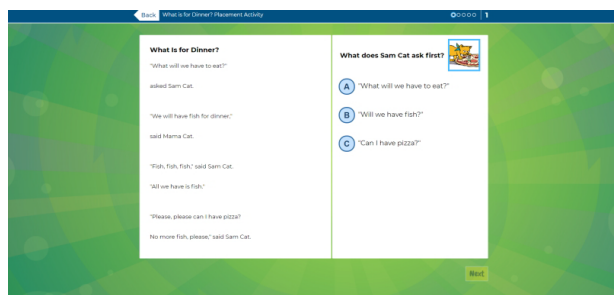 Back What is for Dinner? Placement Activity 1
What Is for Dinner?
"What will we have to eat?"
asked Sam Cat.
"We will have fish for dinner,"
said Mama Cat.
"Fish, fish, fish," said Sam Cat.
"All we have is fish."
"Please, please can I have pizza?
No more fish, please," said Sam Cat.
What does Sam Cat ask first?
A "What will we have to eat?"
B "Will we have fish?"
C "Can I have pizza?"
Next